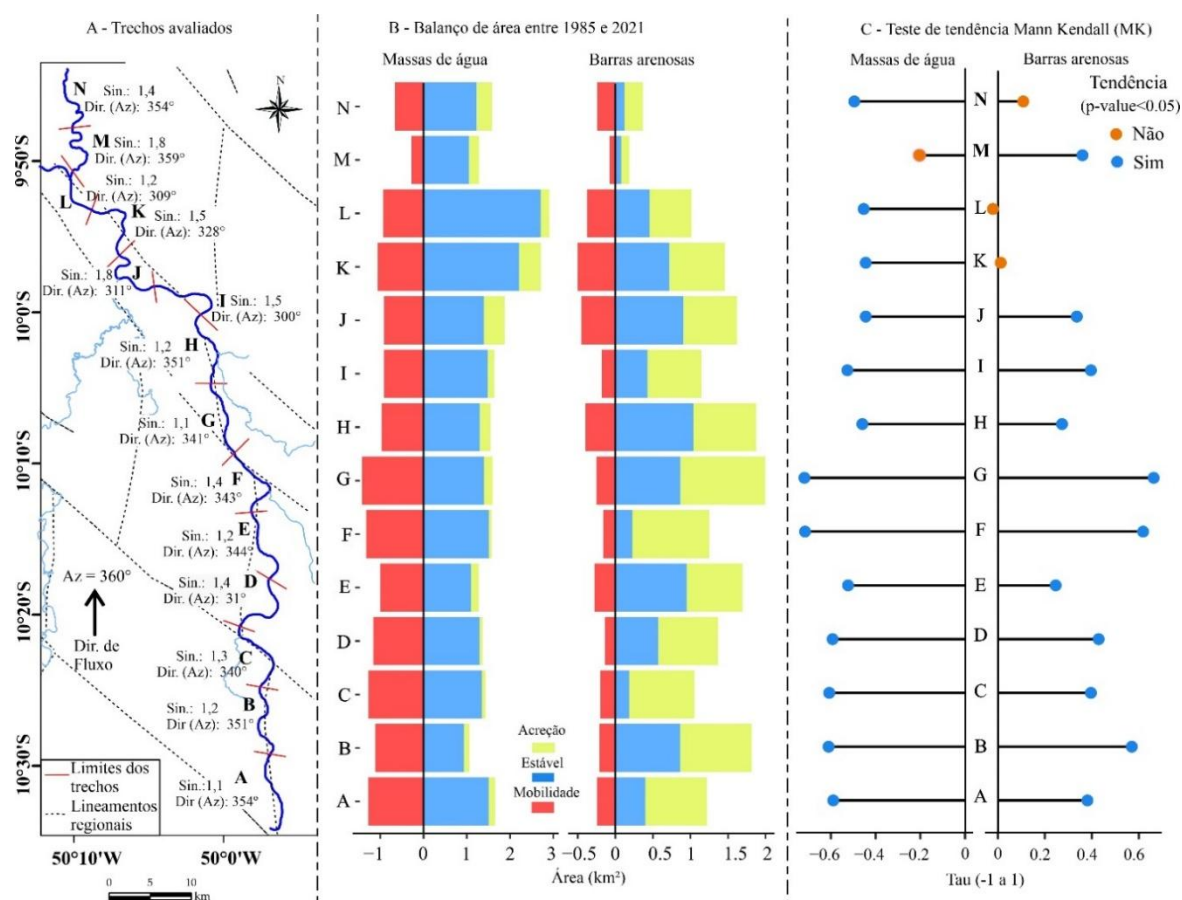 A - Trechos avaliados
N
N Sin.: 1,4
Dir. (Az): 354°
M Sin.: 1,8
Dir. (Az): 359°
Sin.: 1,2
Dir. (Az): 309°
L
K
Sin.: 1,5
Dir. (Az): 328°
Sin.: 1,8
Dir. (Az): 311°
J
I Sin.: 1,5
Dir. (Az): 300°
H
Sin.: 1,2
Dir. (Az): 351°
G
Sin.: 1,1
Dir. (Az): 341°
F
Sin.: 1,4
Dir. (Az): 343°
E
Sin.: 1,2
Dir. (Az): 344°
D
Sin.: 1,4
Dir. (Az): 31°
C
Sin.: 1,3
Dir. (Az): 340°
B
Sin.: 1,2
Dir (Az): 351°
A
Sin.:1,1
Dir (Az): 354°
Az = 360°
Dir. de
Fluxo
Limites dos
trechos
Lineamentos
regionais
9°50'S
10°0'S
10°10'S
10°20'S
10°30'S
50°10'W 50°0'W
0 5 10
km
B - Balanço de área entre 1985 e 2021
Massas de água Barras arenosas
N
M
L
K
J
I
H
G
F
E
D
C
B
A
Acreção
Estável
Mobilidade
−1 0 1 2 3 −0.5 0 0.5 1 1.5 2
Área (km²)
C - Teste de tendência Mann Kendall (MK)
Massas de água Barras arenosas
Tendência
(p-value<0.05)
Não
Sim
N
M
L
K
J
I
H
G
F
E
D
C
B
A
−0.6 −0.4 −0.2 0 0 0.2 0.4 0.6
Tau (-1 a 1)